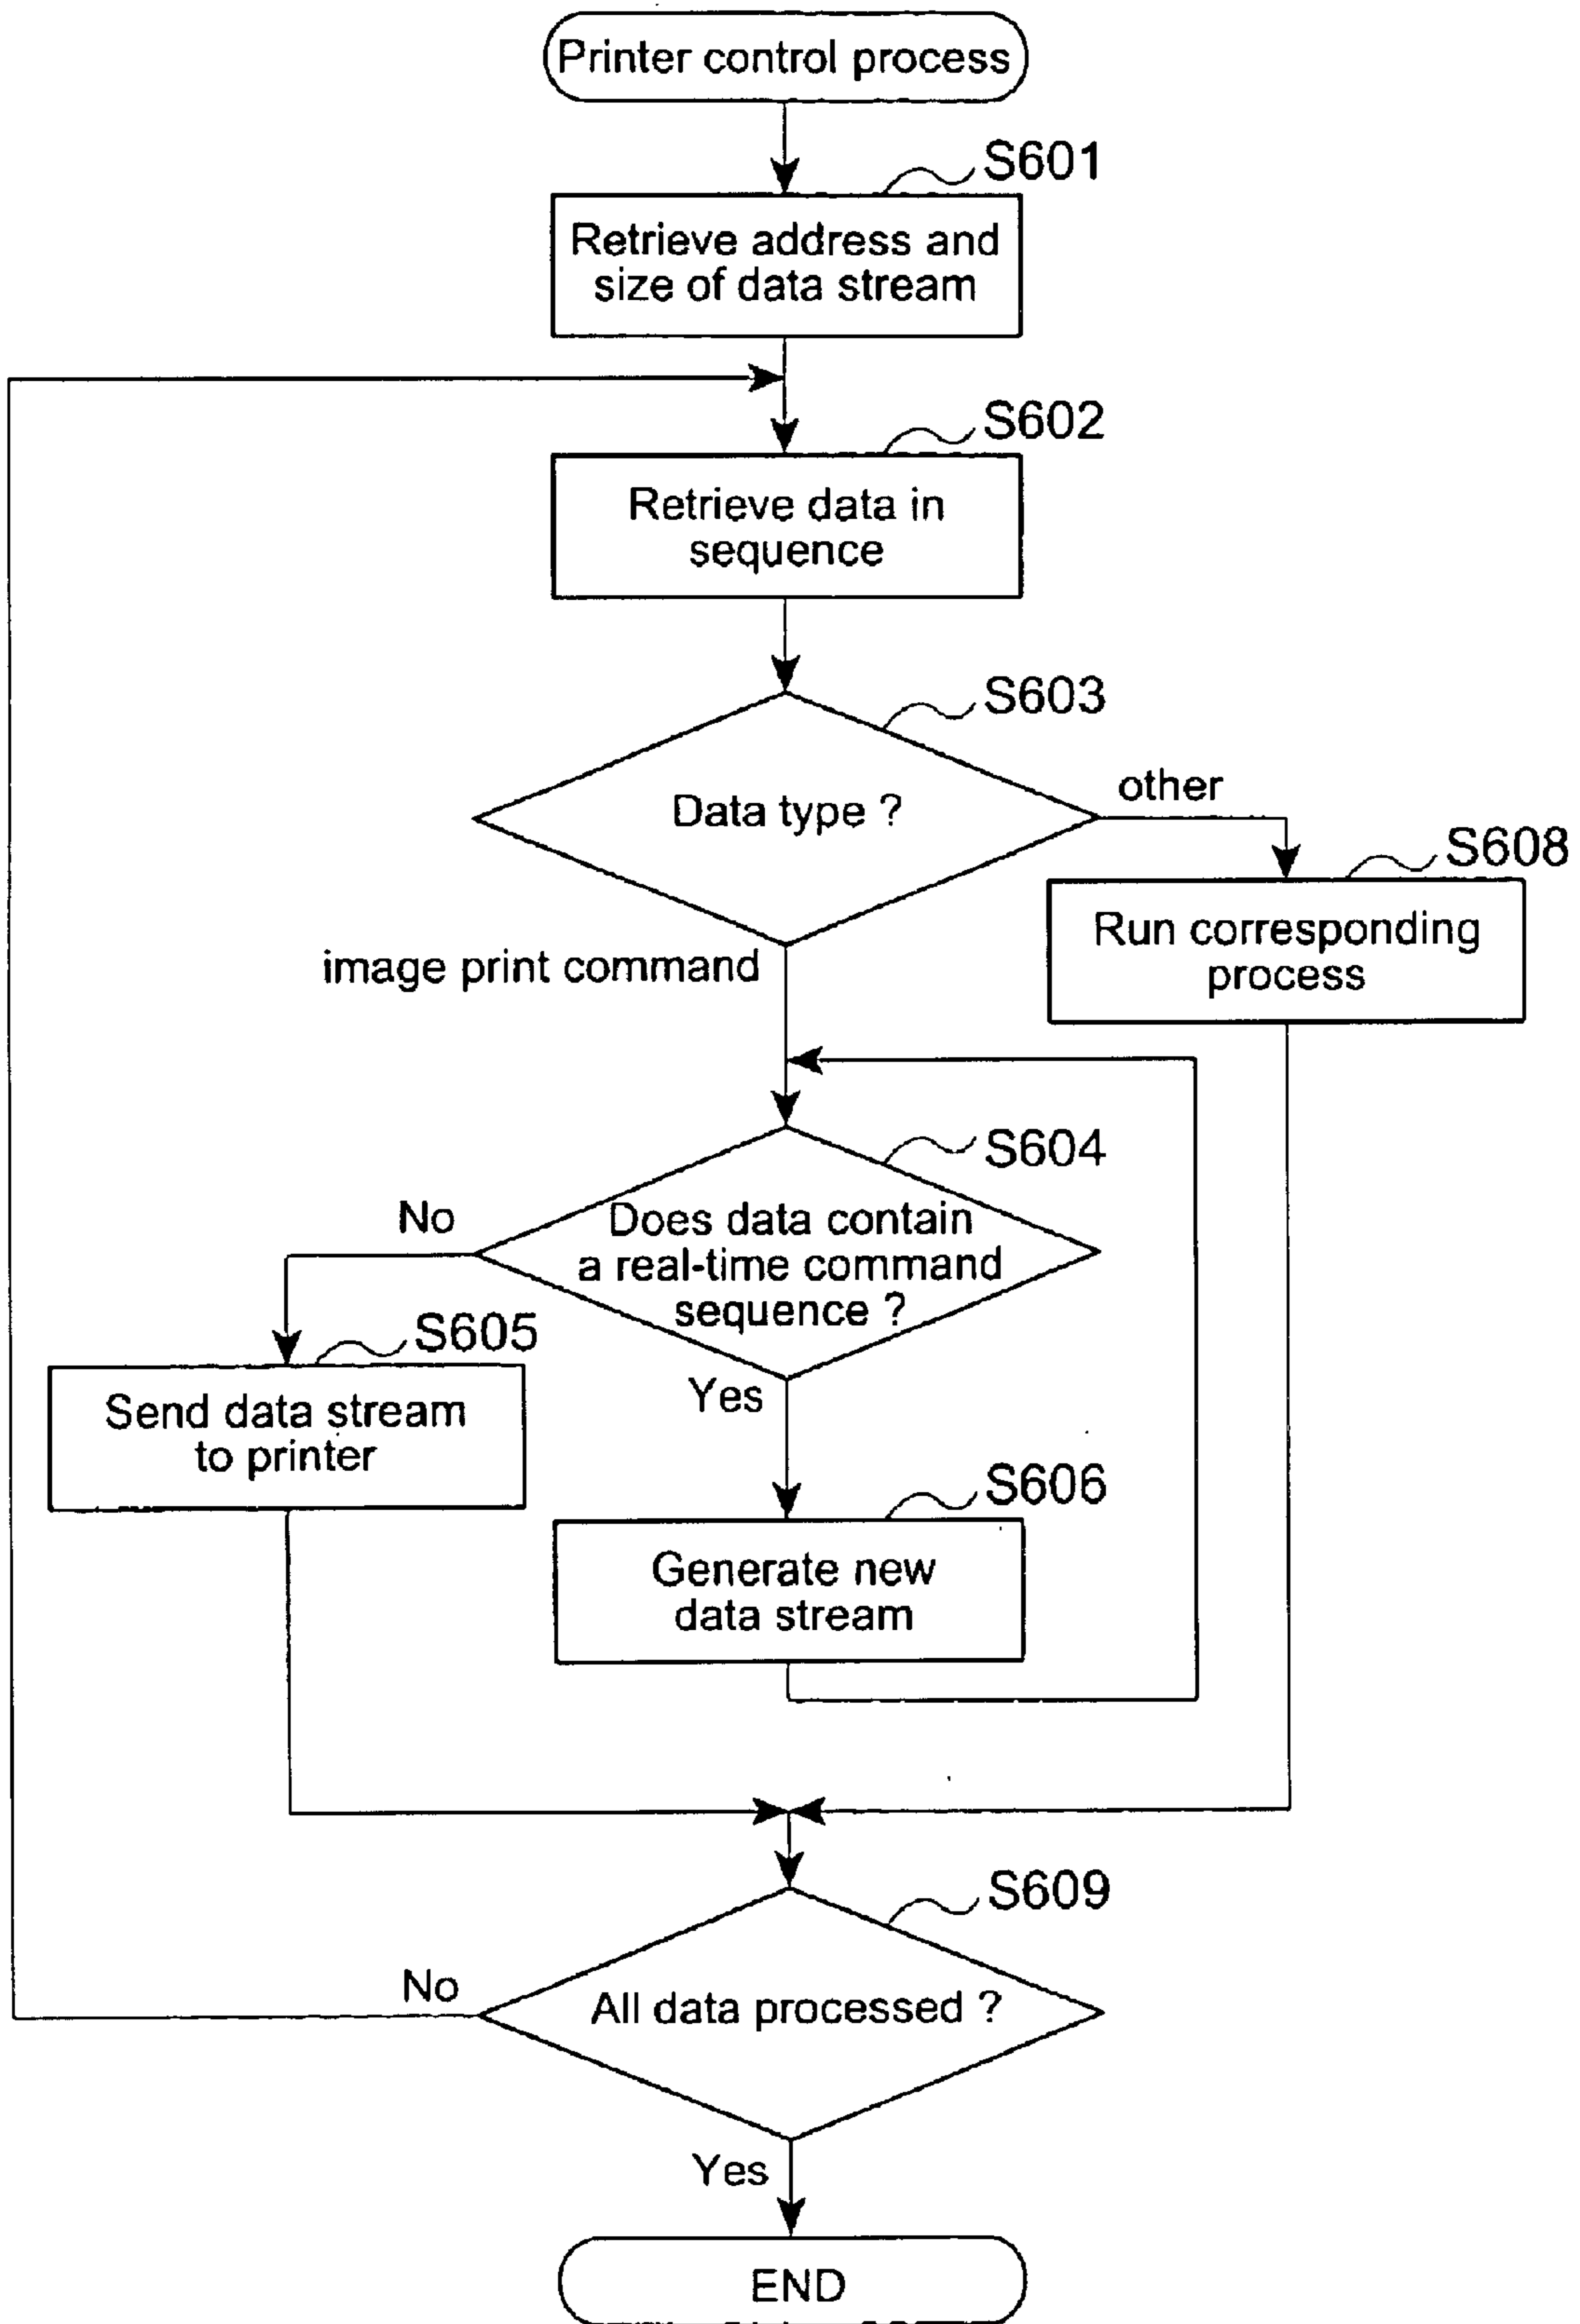 Printer control process
S601
Retrieve address and
size of data stream
S602
Retrieve data in
sequence
S603
Data type ?
other
S608
Run corresponding
process
image print command
S604
No
Does data contain
a real-time command
sequence ?
S605
Yes
Send data stream
to printer
S606
Generate new
data stream
S609
No
All data processed ?
Yes
END